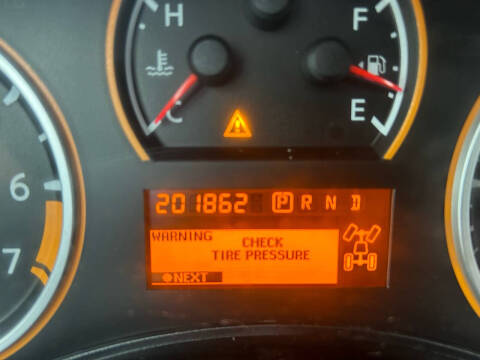 H
F
C
E
6
7
201862 P R N D
WARNING
CHECK
TIRE PRESSURE
NEXT